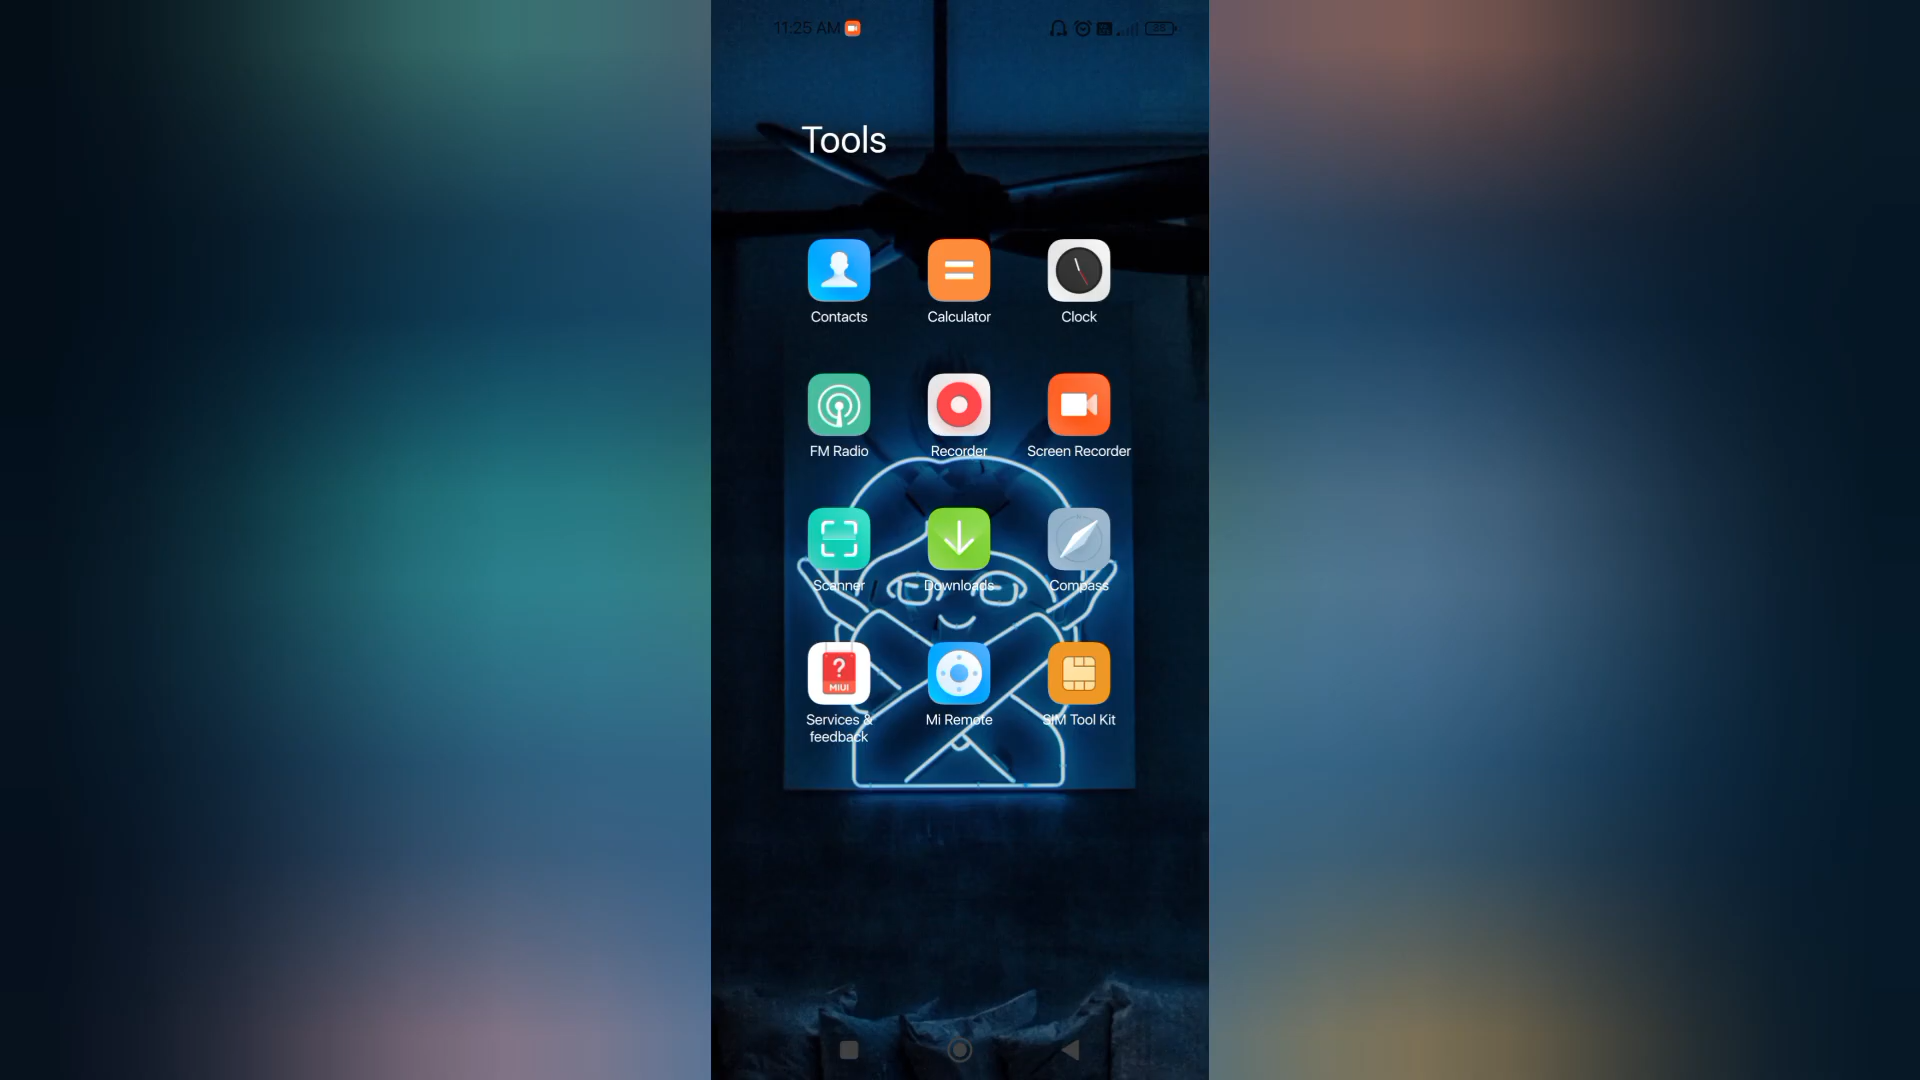 11:25 AM
35
Tools
Contacts
Calculator
Clock
FM Radio
Recorder
Screen Recorder
Scanner
Downloads
Compass
?
MIUI
Services &
feedback
Mi Remote
SIM Tool Kit